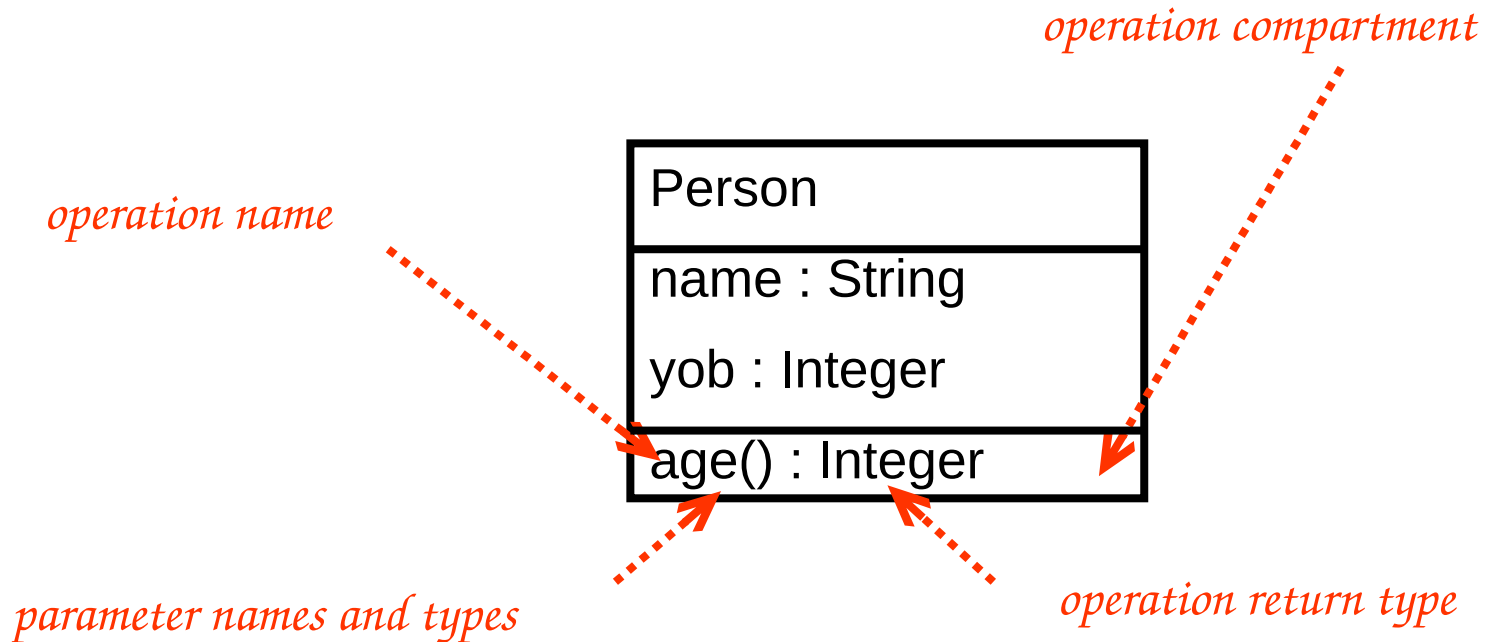 operation compartment
Person
operation name
name : String
yob : Integer
age() : Integer
parameter names and types
operation return type